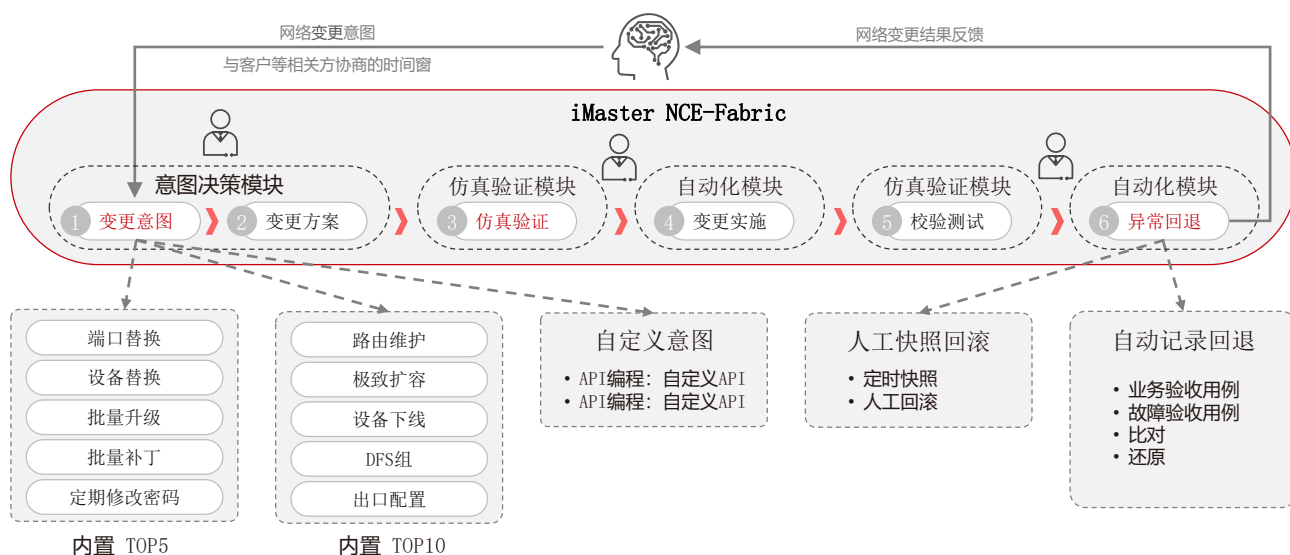 网络变更意图
与客户等相关方协商的时间窗
网络变更结果反馈
iMaster NCE-Fabric
意图决策模块
仿真验证模块
自动化模块
仿真验证模块
自动化模块
1 变更意图
2 变更方案
3 仿真验证
4 变更实施
5 校验测试
6 异常回退
端口替换
设备替换
批量升级
批量补丁
定期修改密码
内置 TOP5
路由维护
极致扩容
设备下线
DFS组
出口配置
内置 TOP10
自定义意图
• API编程: 自定义API
• API编程: 自定义API
人工快照回滚
• 定时快照
• 人工回滚
自动记录回退
• 业务验收用例
• 故障验收用例
• 比对
• 还原